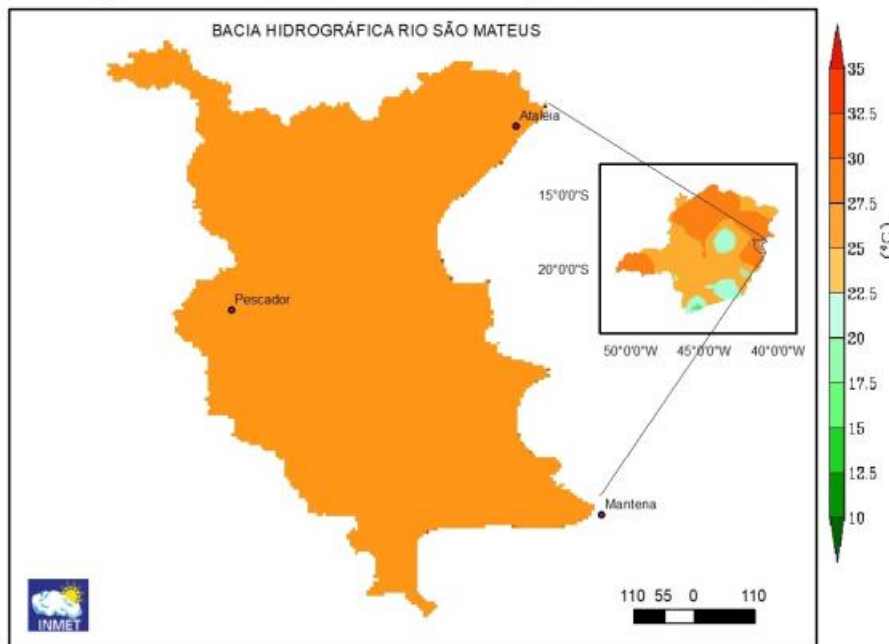 BACIA HIDROGRÁFICA RIO SÃO MATEUS
Ataléia
Pescador
Mantena
15°0'0"S
20°0'0"S
50°0'0"W 45°0'0"W 40°0'0"W
35
32.5
30
27.5
25
22.5
20
17.5
15
12.5
10
(°C)
110 55 0 110
INMET